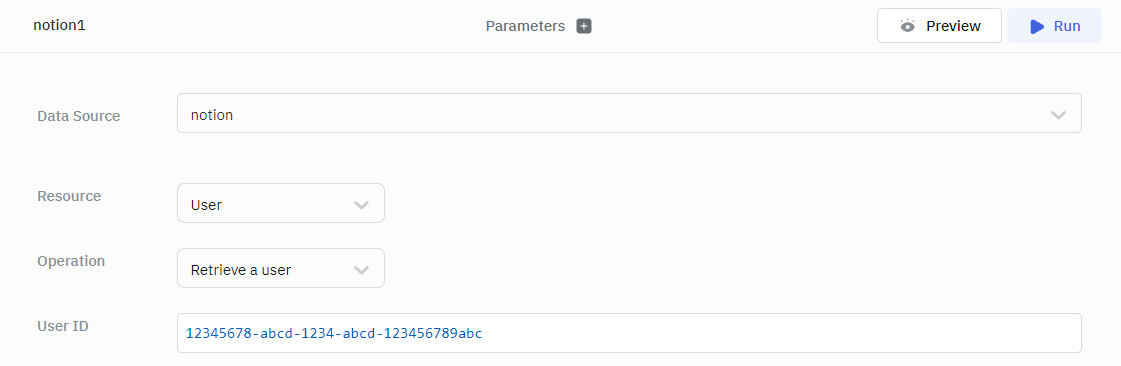 notion1 Parameters Preview Run
Data Source notion
Resource User
Operation Retrieve a user
User ID 12345678-abcd-1234-abcd-123456789abc